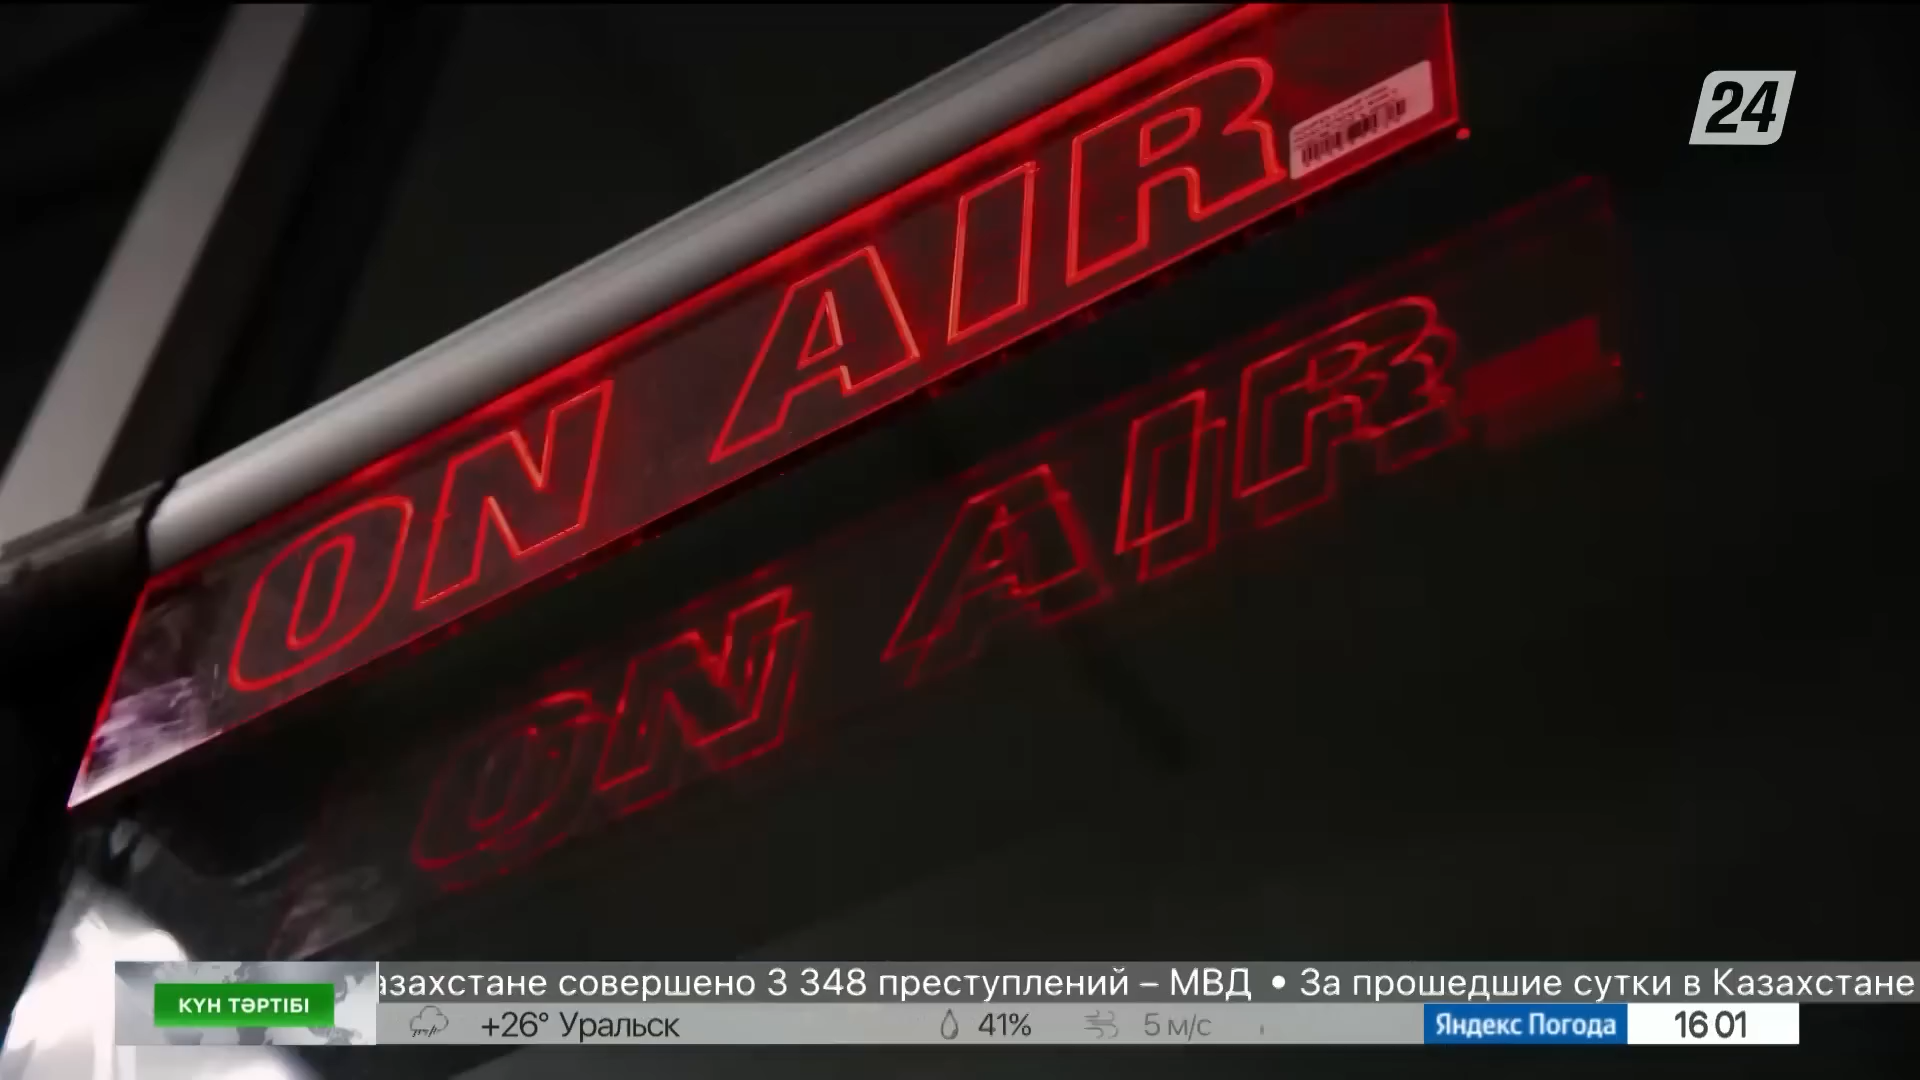 24
ON AIR
ON AIR
азахстане совершено 3 348 преступлений – МВД • За прошедшие сутки в Казахстане
КҮН ТӘРТІБІ
+26° Уральск
41%
5 м/с
Яндекс Погода
16 01